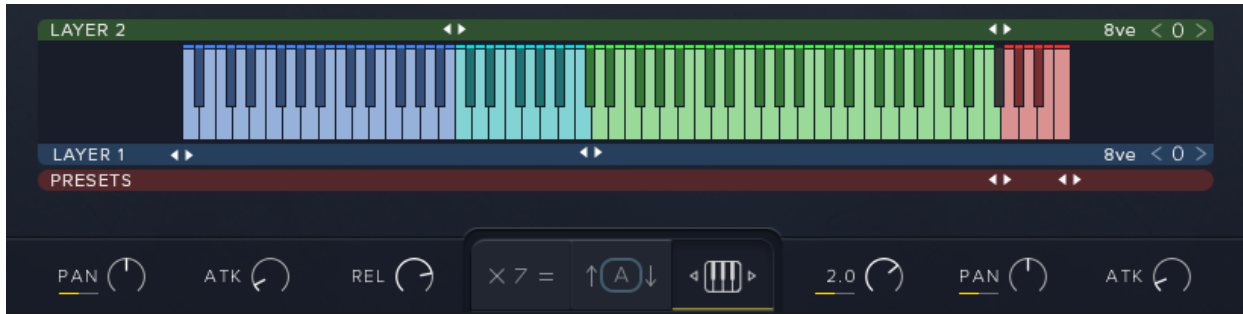 LAYER 2 8ve < 0 >
LAYER 1 8ve < 0 >
PRESETS
PAN ATK REL × 7 = ↑ A ↓ 2.0 PAN ATK